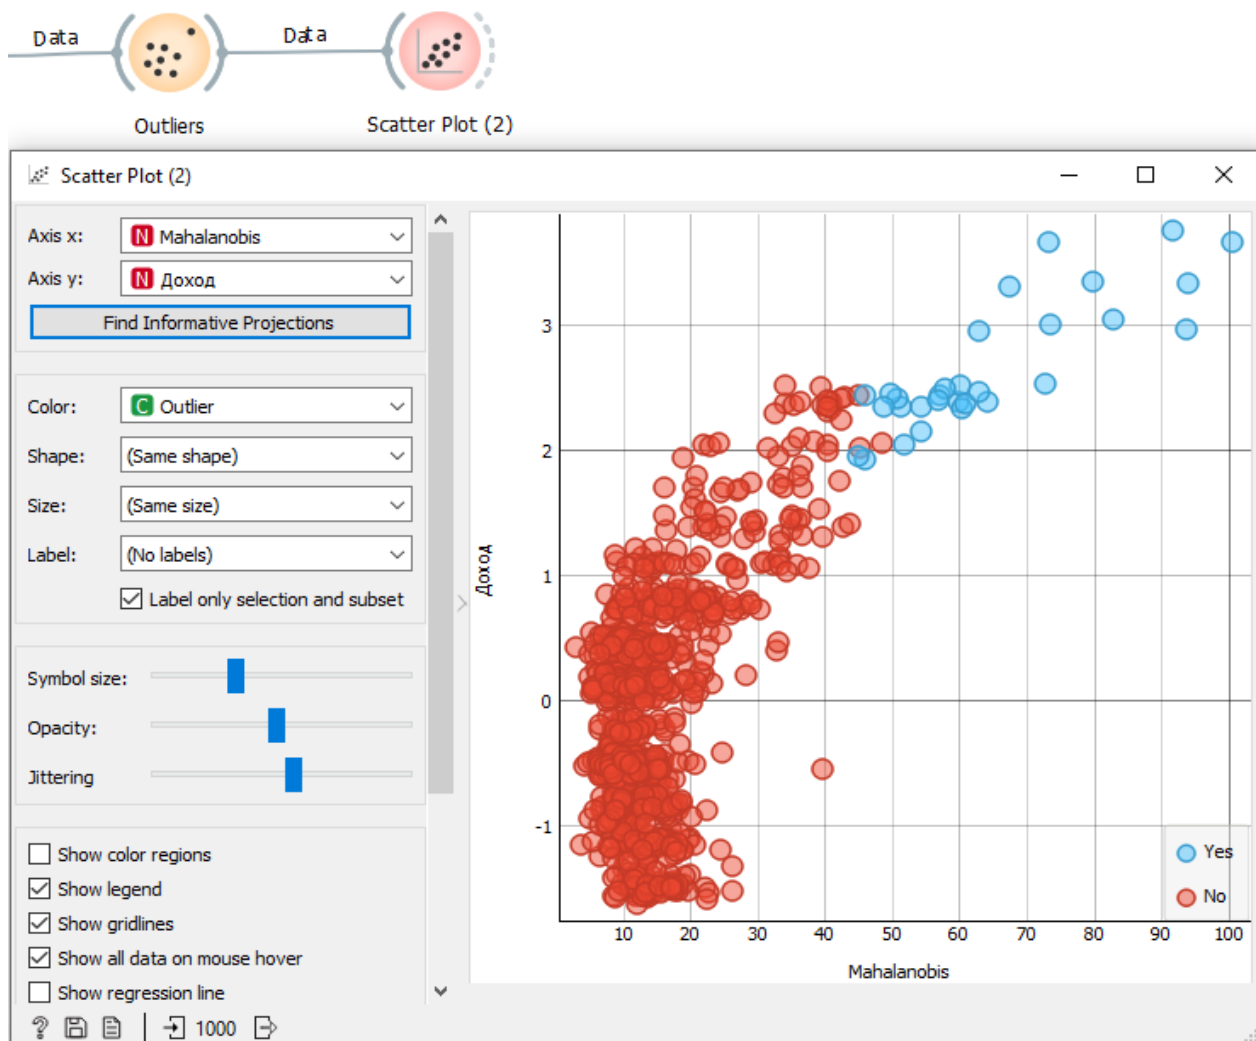 Data
Data
Outliers
Scatter Plot (2)
Scatter Plot (2)
Axis x:
N Mahalanobis
Axis y:
N Доход
Find Informative Projections
Color:
C Outlier
Shape:
(Same shape)
Size:
(Same size)
Label:
(No labels)
Label only selection and subset
Symbol size:
Opacity:
Jittering
Show color regions
Show legend
Show gridlines
Show all data on mouse hover
Show regression line
? 1000
3
2
1
0
-1
Доход
10 20 30 40 50 60 70 80 90 100
Mahalanobis
Yes
No